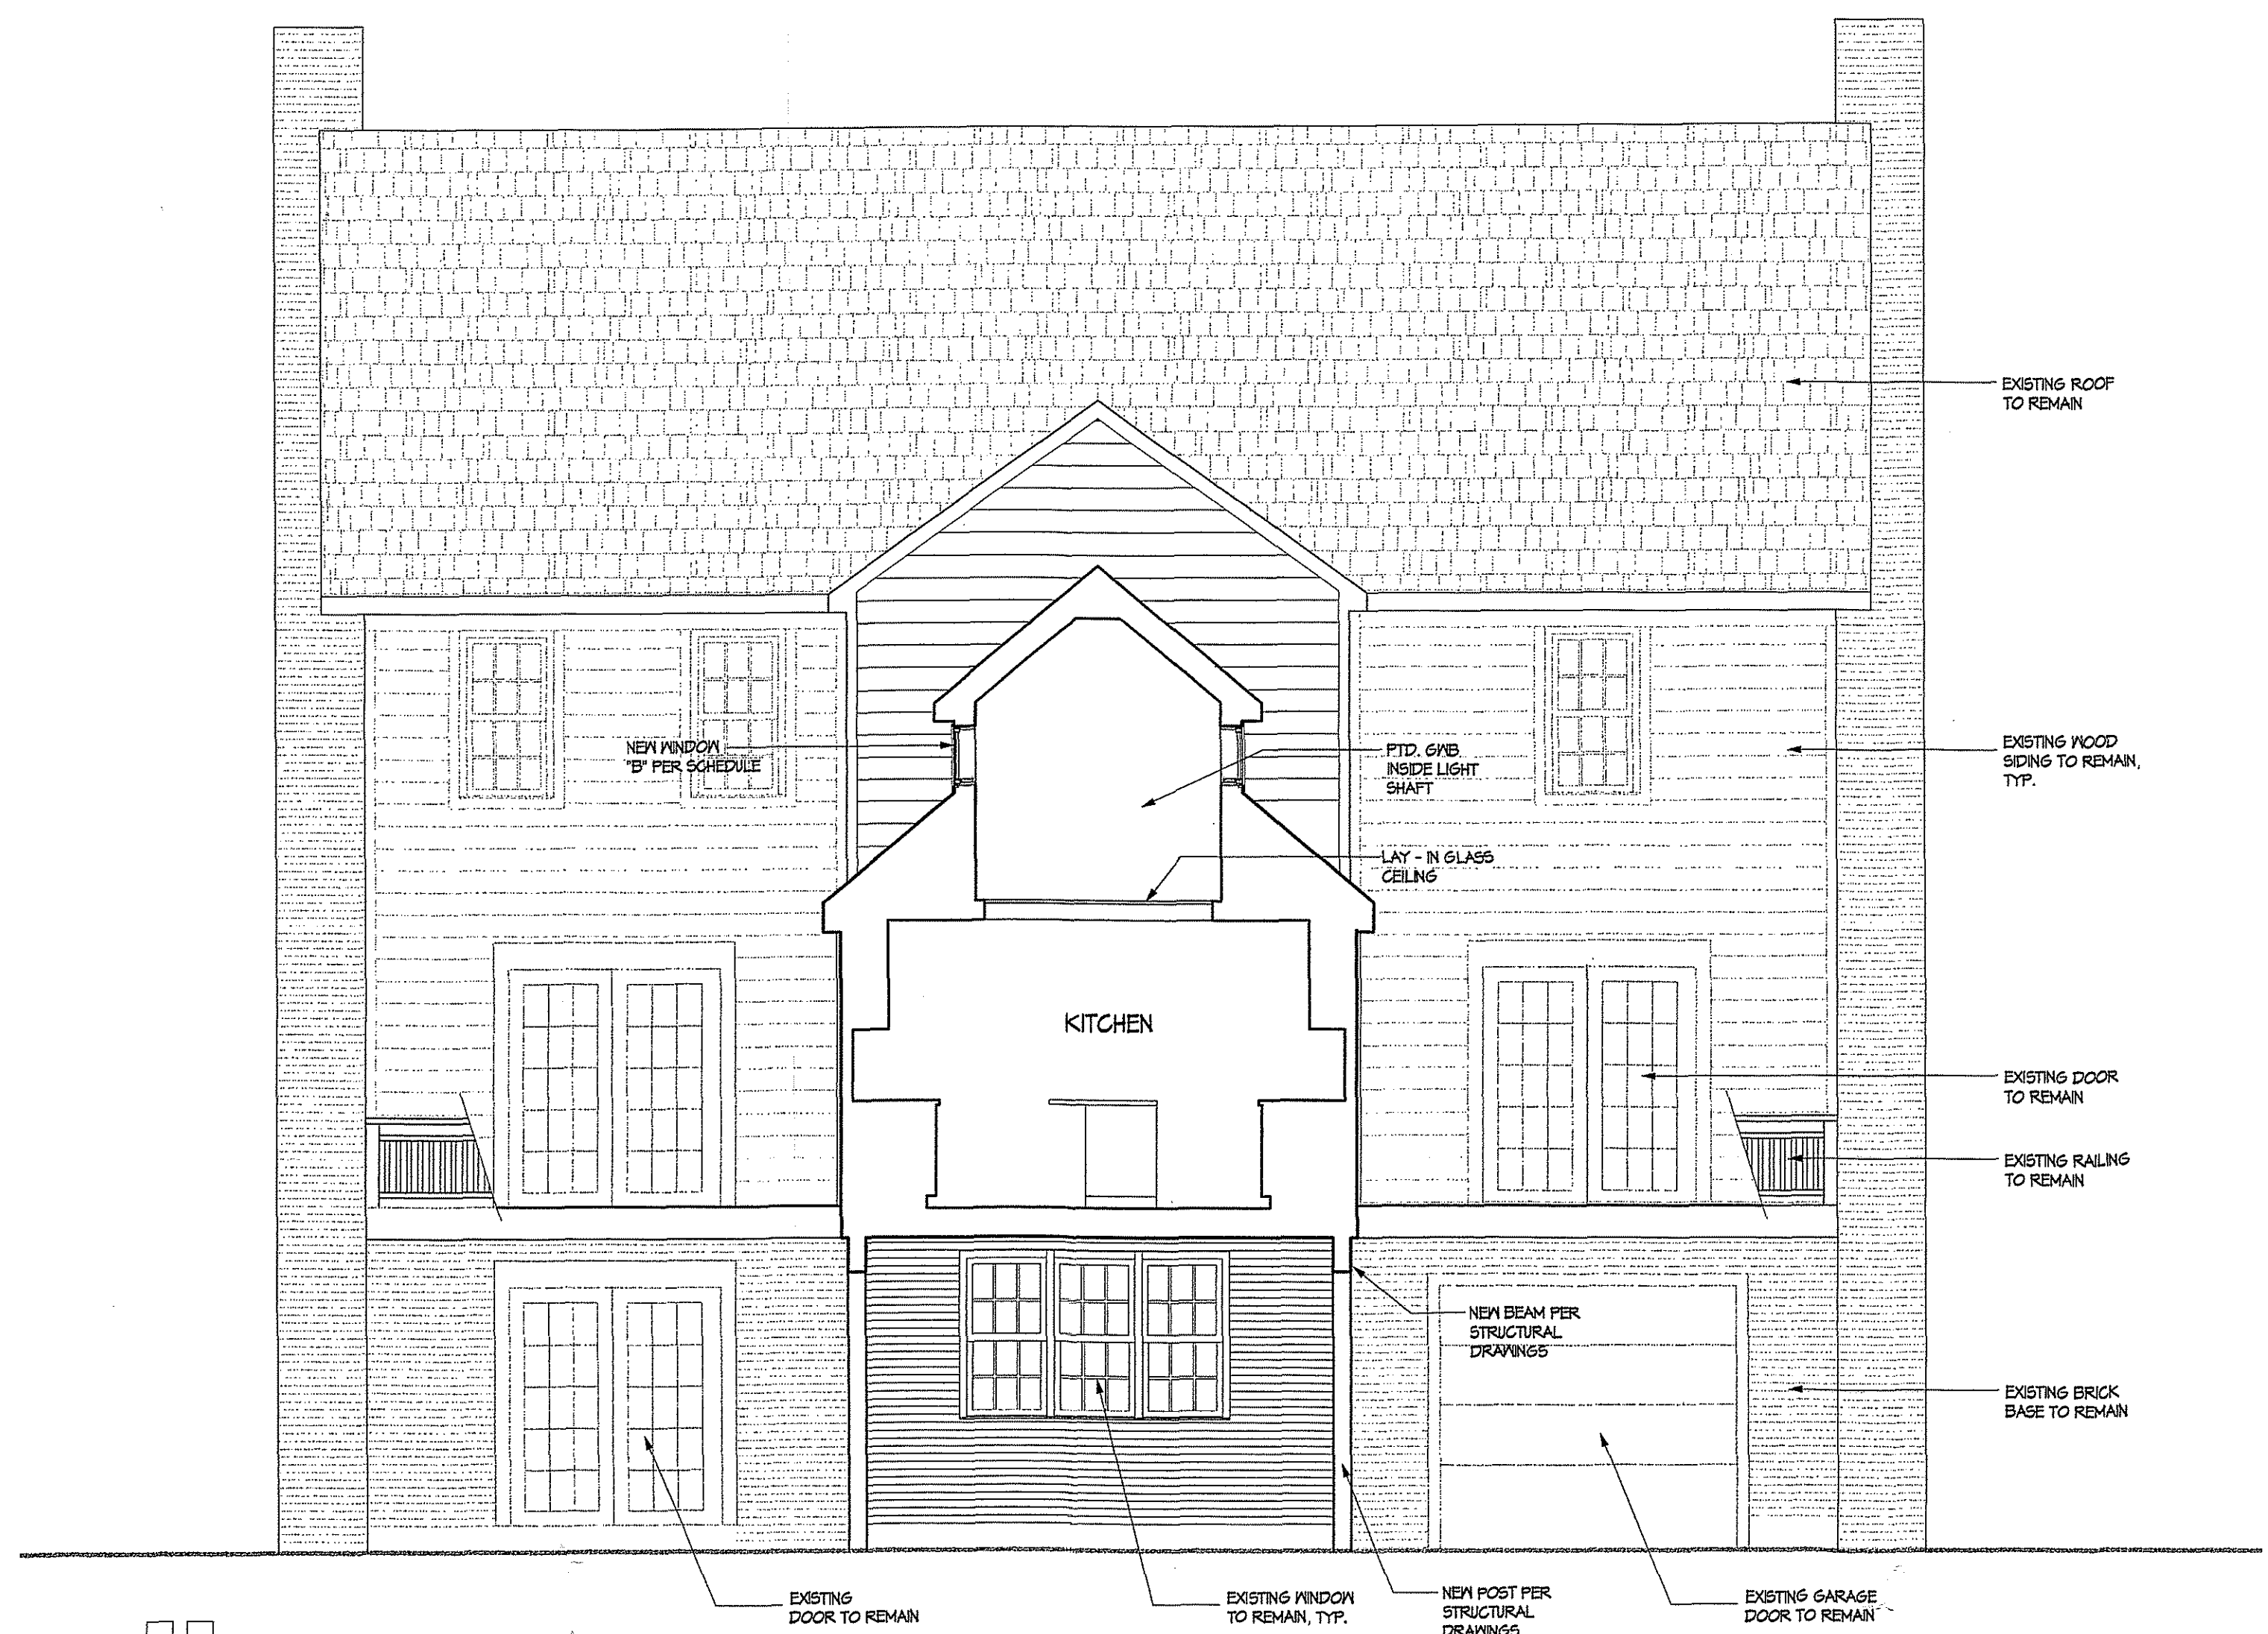 EXISTING ROOF
TO REMAIN
NEW WINDOW
"B" PER SCHEDULE
PTD. GWB
INSIDE LIGHT
SHAFT
EXISTING WOOD
SIDING TO REMAIN,
TYP.
LAY - IN GLASS
CEILING
KITCHEN
EXISTING DOOR
TO REMAIN
EXISTING RAILING
TO REMAIN
NEW BEAM PER
STRUCTURAL
DRAWINGS
EXISTING BRICK
BASE TO REMAIN
EXISTING
DOOR TO REMAIN
EXISTING WINDOW
TO REMAIN, TYP.
NEW POST PER
STRUCTURAL
DRAWINGS
EXISTING GARAGE
DOOR TO REMAIN